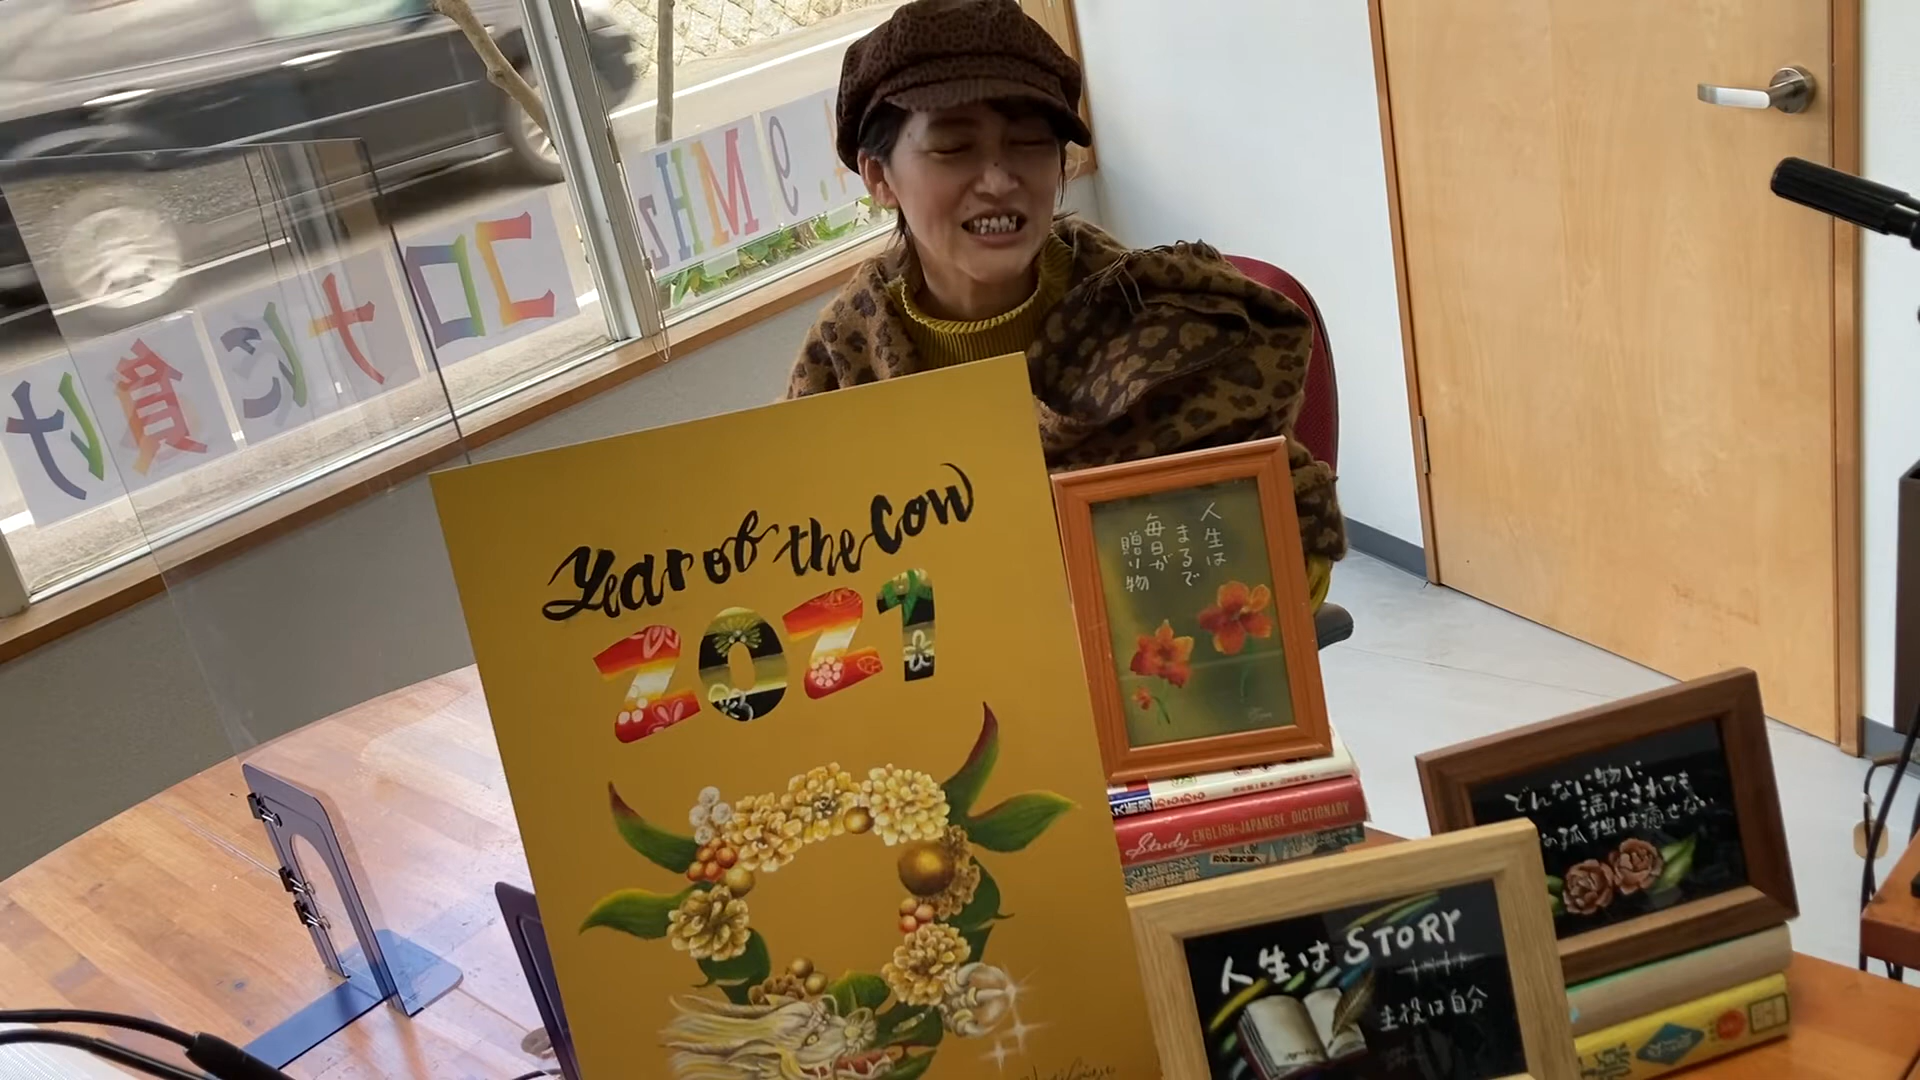 コロナに負け
4.9MHz
Year of the Cow
2021
人生は
まるで
毎日が
贈り物
Study ENGLISH-JAPANESE DICTIONARY
どんなに物に
満たされても
の孤独は癒せない
人生はSTORY
主役は自分